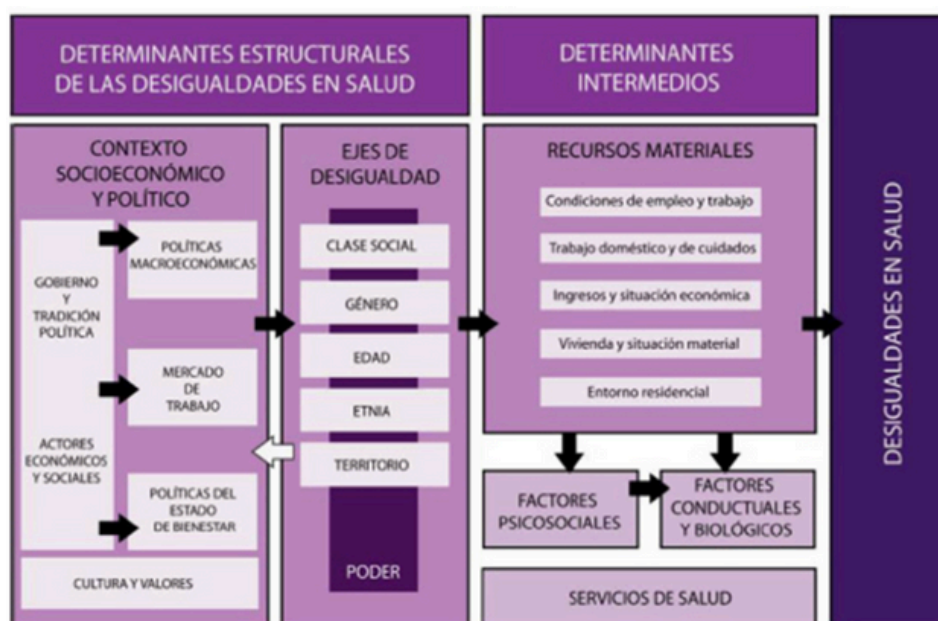 DETERMINANTES ESTRUCTURALES
DE LAS DESIGUALDADES EN SALUD
CONTEXTO
SOCIOECONÓMICO
Y POLÍTICO
GOBIERNO
Y
TRADICIÓN
POLÍTICA
ACTORES
ECONÓMICOS
Y SOCIALES
POLÍTICAS
MACROECONÓMICAS
MERCADO
DE
TRABAJO
POLÍTICAS DEL
ESTADO
DE BIENESTAR
CULTURA Y VALORES
EJES DE
DESIGUALDAD
CLASE SOCIAL
GÉNERO
EDAD
ETNIA
TERRITORIO
PODER
DETERMINANTES
INTERMEDIOS
RECURSOS MATERIALES
Condiciones de empleo y trabajo
Trabajo doméstico y de cuidados
Ingresos y situación económica
Vivienda y situación material
Entorno residencial
FACTORES
PSICOSOCIALES
FACTORES
CONDUCTUALES
Y BIOLÓGICOS
SERVICIOS DE SALUD
DESIGUALDADES EN SALUD